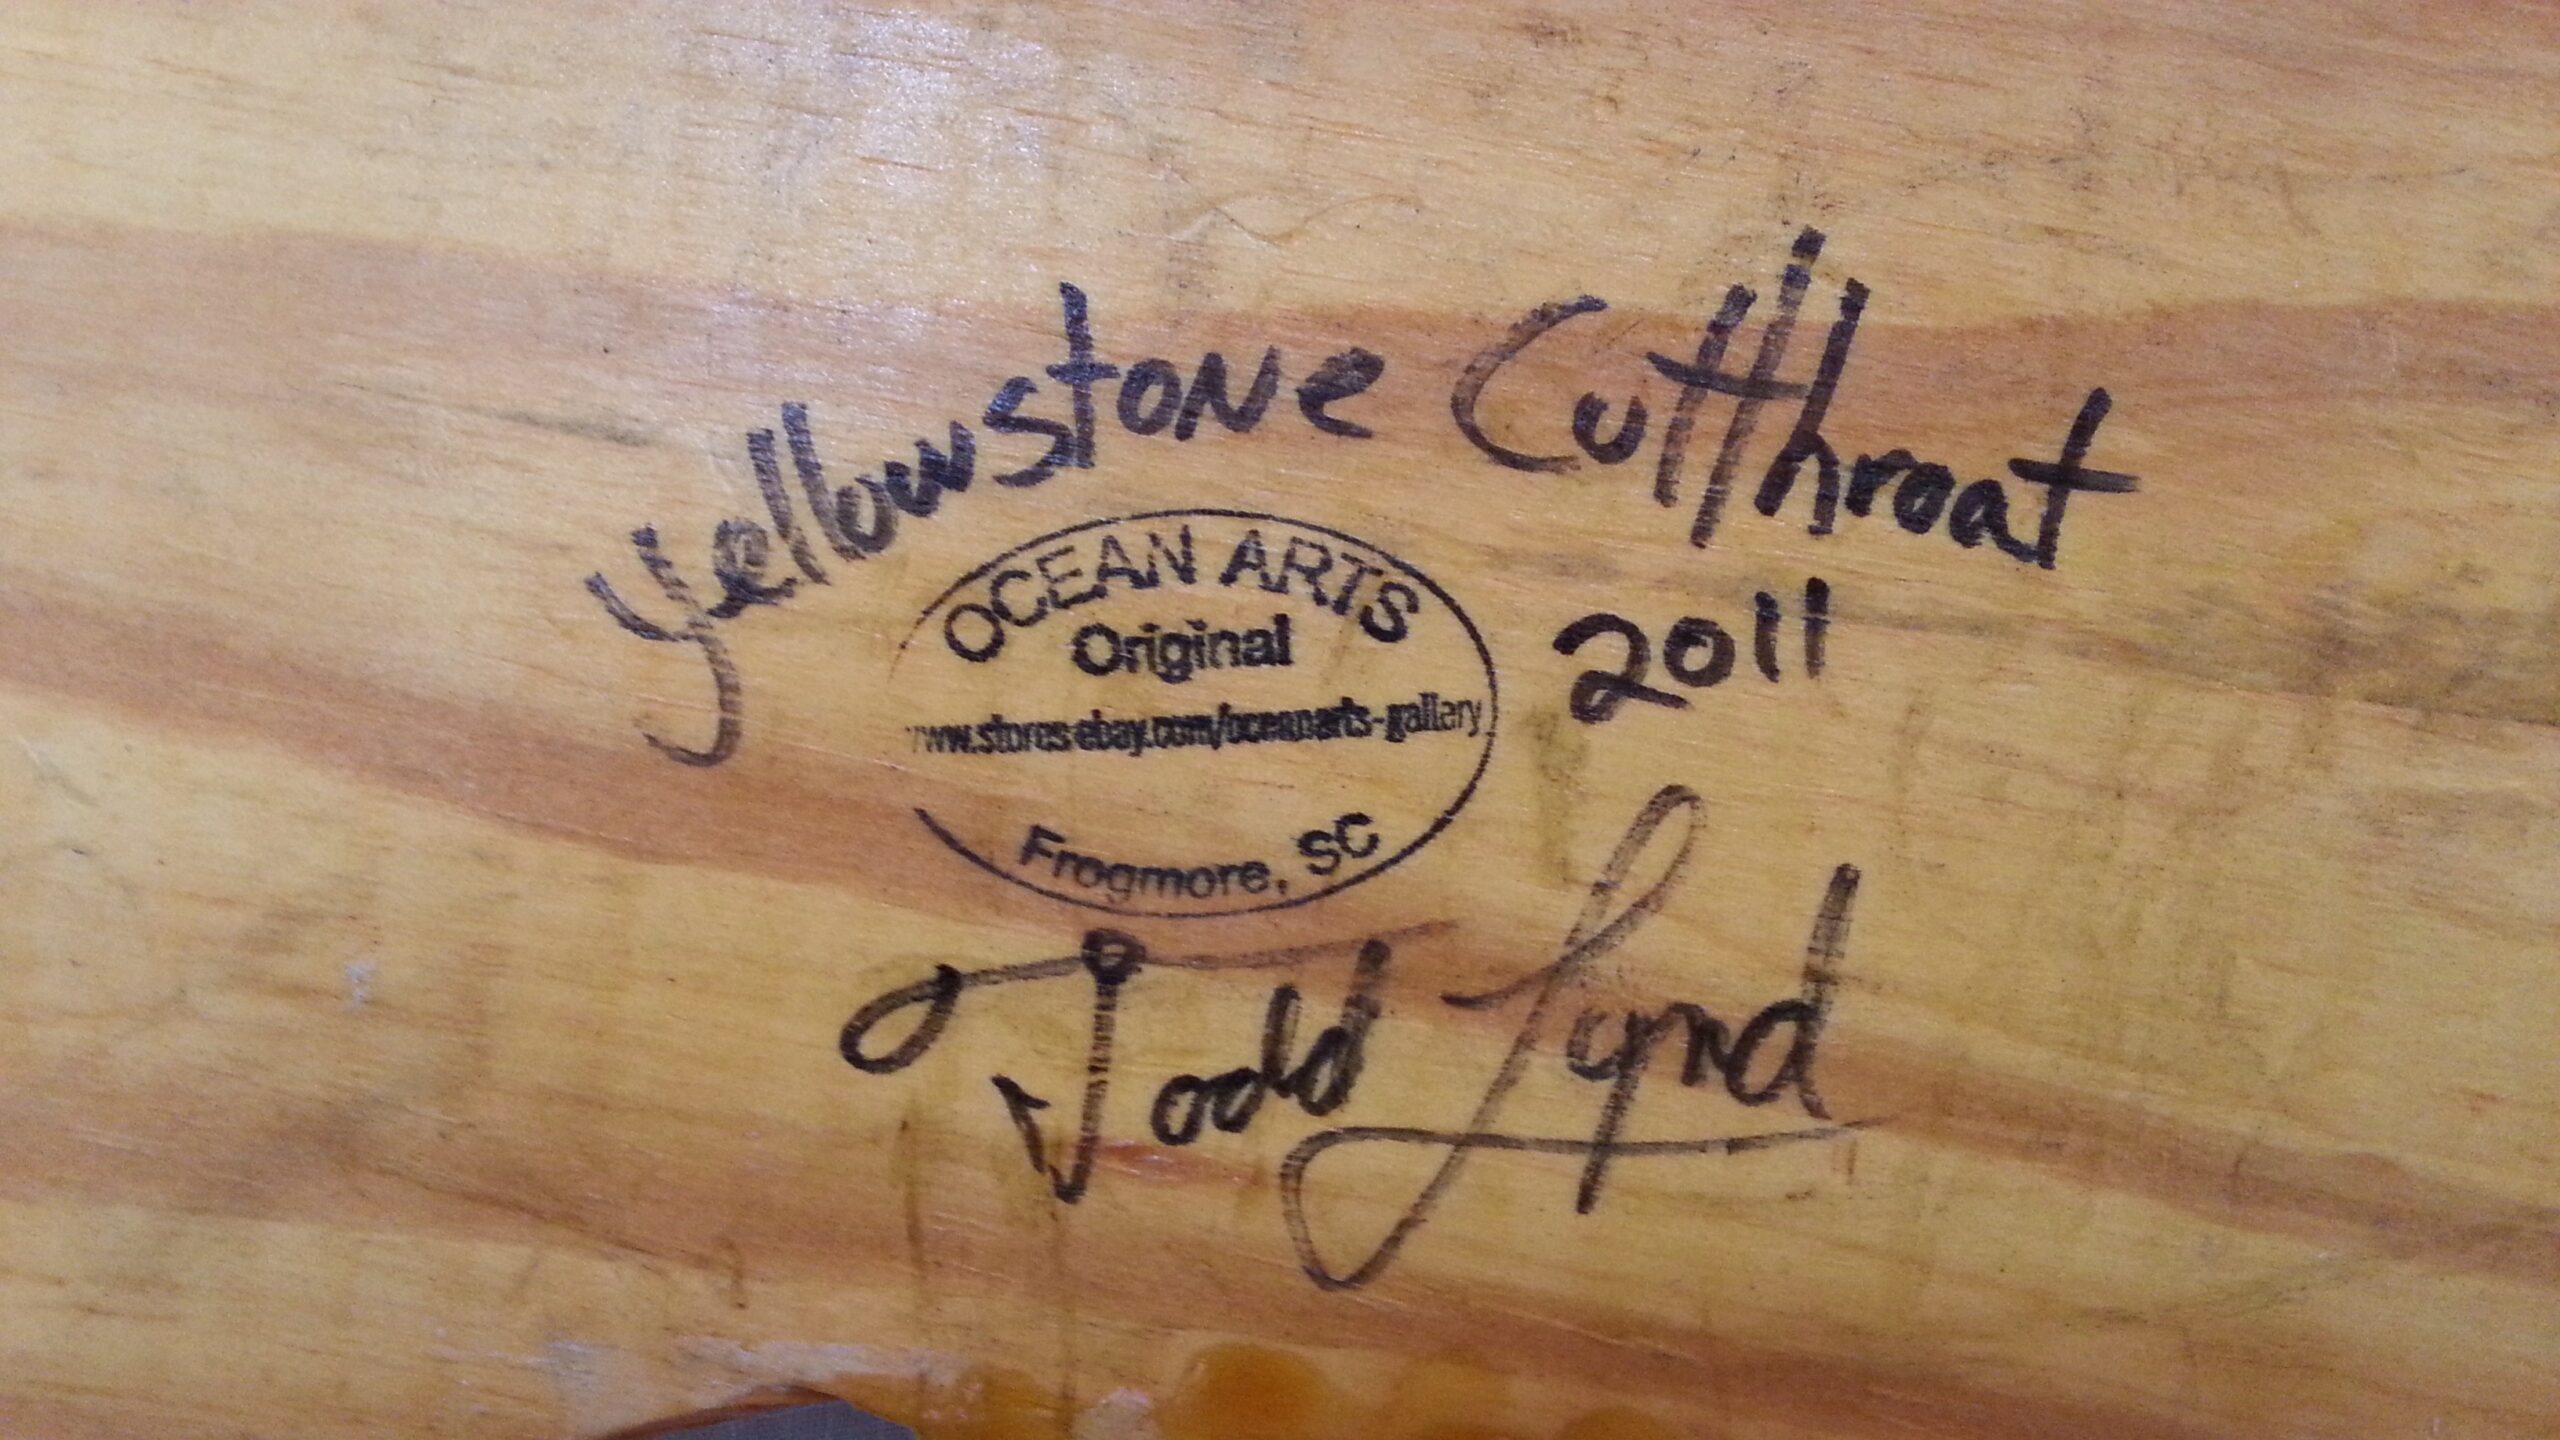 Yellowstone Cutthroat
2011
OCEAN ARTS
Original
www.stores.ebay.com/oceanarts-gallery
Frogmore, SC
Todd Lynd